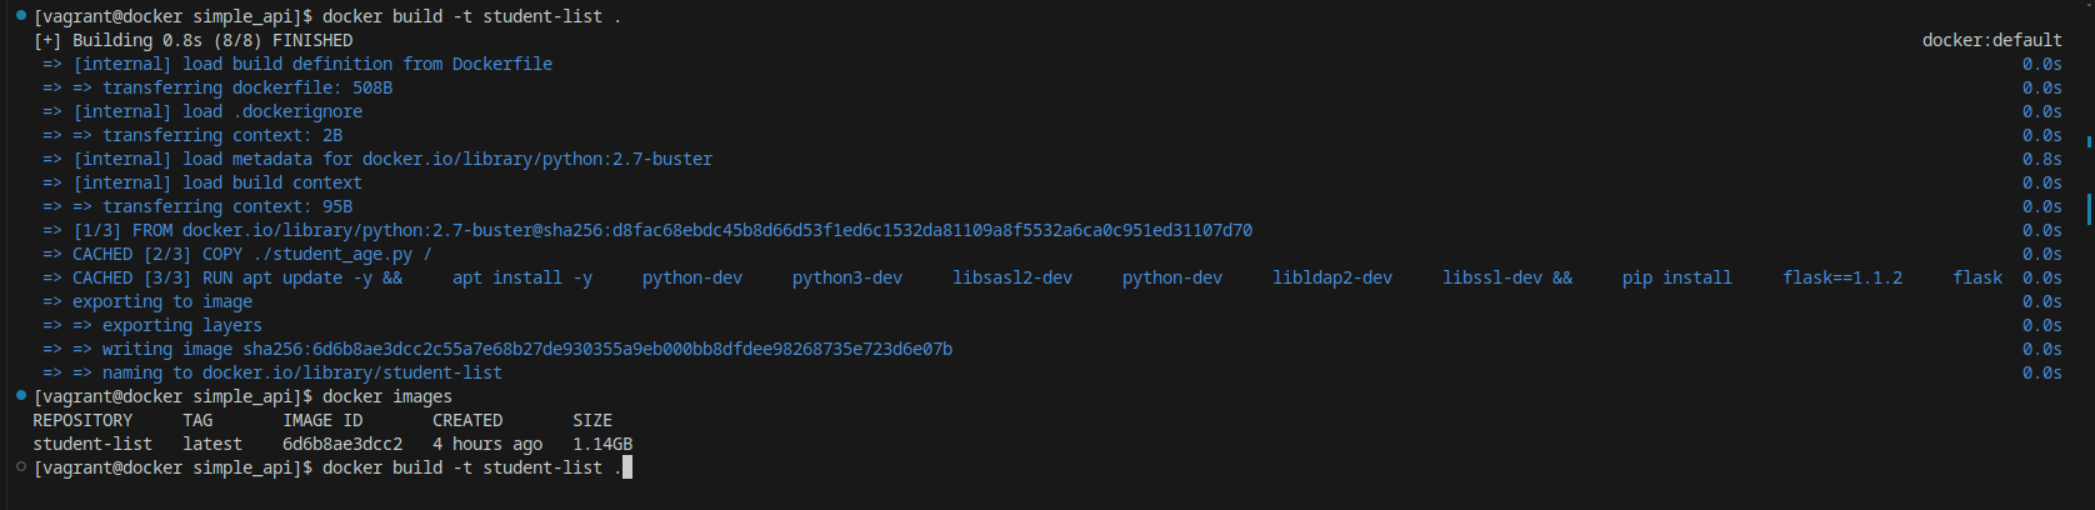 [vagrant@docker simple_api]$ docker build -t student-list .
[+] Building 0.8s (8/8) FINISHED docker:default
=> [internal] load build definition from Dockerfile 0.0s
=> => transferring dockerfile: 508B 0.0s
=> [internal] load .dockerignore 0.0s
=> => transferring context: 2B 0.0s
=> [internal] load metadata for docker.io/library/python:2.7-buster 0.8s
=> [internal] load build context 0.0s
=> => transferring context: 95B 0.0s
=> [1/3] FROM docker.io/library/python:2.7-buster@sha256:d8fac68ebdc45b8d66d53f1ed6c1532da81109a8f5532a6ca0c951ed31107d70 0.0s
=> CACHED [2/3] COPY ./student_age.py / 0.0s
=> CACHED [3/3] RUN apt update -y && apt install -y python-dev python3-dev libsasl2-dev python-dev libldap2-dev libssl-dev && pip install flask==1.1.2 flask 0.0s
=> exporting to image 0.0s
=> => exporting layers 0.0s
=> => writing image sha256:6d6b8ae3dcc2c55a7e68b27de930355a9eb000bb8dfdee98268735e723d6e07b 0.0s
=> => naming to docker.io/library/student-list 0.0s
[vagrant@docker simple_api]$ docker images
REPOSITORY TAG IMAGE ID CREATED SIZE
student-list latest 6d6b8ae3dcc2 4 hours ago 1.14GB
[vagrant@docker simple_api]$ docker build -t student-list .